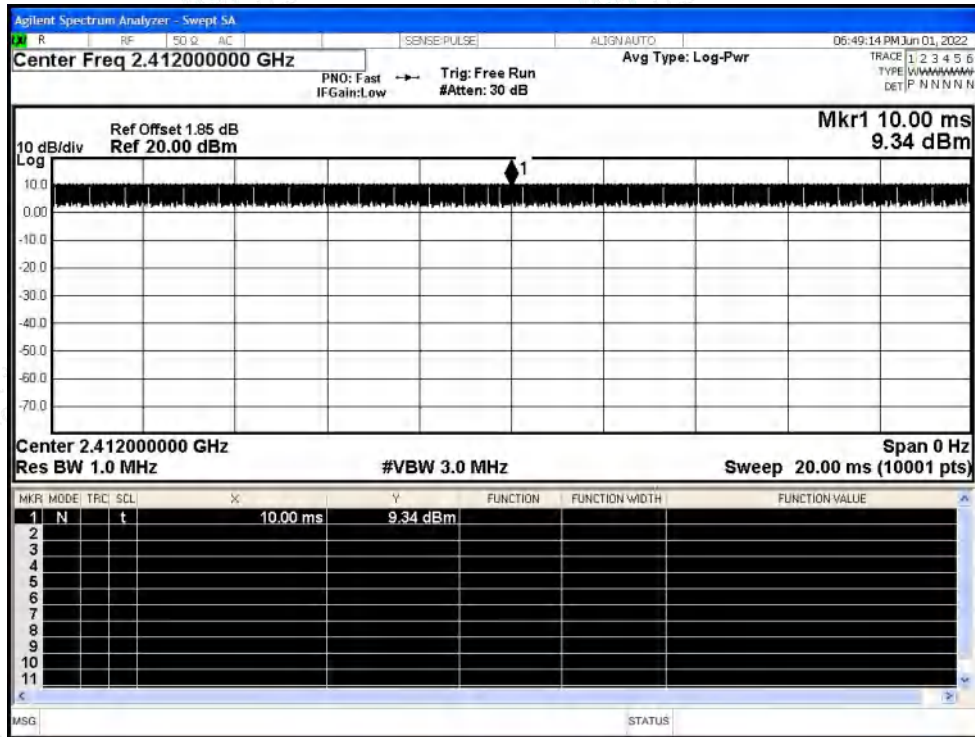 Agilent Spectrum Analyzer - Swept SA
R RF 50 Ω AC SENSE:PULSE ALIGN AUTO 06:49:14 PM Jun 01, 2022
Center Freq 2.412000000 GHz Avg Type: Log-Pwr TRACE 1 2 3 4 5 6
PNO: Fast Trig: Free Run TYPE
IFGain:Low #Atten: 30 dB DET P N N N N N
Mkr1 10.00 ms
Ref Offset 1.85 dB
10 dB/div Ref 20.00 dBm 9.34 dBm
Log
1
10.0
0.00
-10.0
-20.0
-30.0
-40.0
-50.0
-60.0
-70.0
Center 2.412000000 GHz Span 0 Hz
Res BW 1.0 MHz #VBW 3.0 MHz Sweep 20.00 ms (10001 pts)
MKR MODE TRC SCL X Y FUNCTION FUNCTION WIDTH FUNCTION VALUE
1 N t 10.00 ms 9.34 dBm
2
3
4
5
6
7
8
9
10
11
MSG STATUS